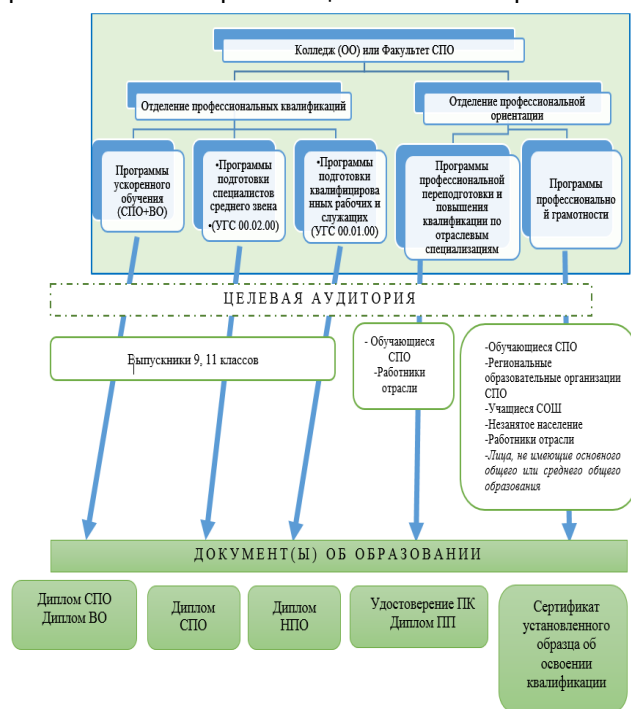 Колледж (ОО) или Факультет СПО
Отделение профессиональных квалификаций
Отделение профессиональной
ориентации
Программы
ускоренного
обучения
(СПО+ВО)
•Программы
подготовки
специалистов
среднего звена
•(УГС 00.02.00)
•Программы
подготовки
квалифицирова
нных рабочих и
служащих
(УГС 00.01.00)
Программы
профессиональной
переподготовки и
повышения
квалификации по
отраслевым
специализациям
Программы
профессионально
й грамотности
ЦЕЛЕВАЯ АУДИТОРИЯ
Выпускники 9, 11 классов
- Обучающиеся
СПО
-Работники
отрасли
-Обучающиеся СПО
-Региональные
образовательные организации
СПО
-Учащиеся СОШ
-Незанятое население
-Работники отрасли
-Лица, не имеющие основного
общего или среднего общего
образования
ДОКУМЕНТ(Ы) ОБ ОБРАЗОВАНИИ
Диплом СПО
Диплом ВО
Диплом
СПО
Диплом
НПО
Удостоверение ПК
Диплом ПП
Сертификат
установленного
образца об
освоении
квалификации